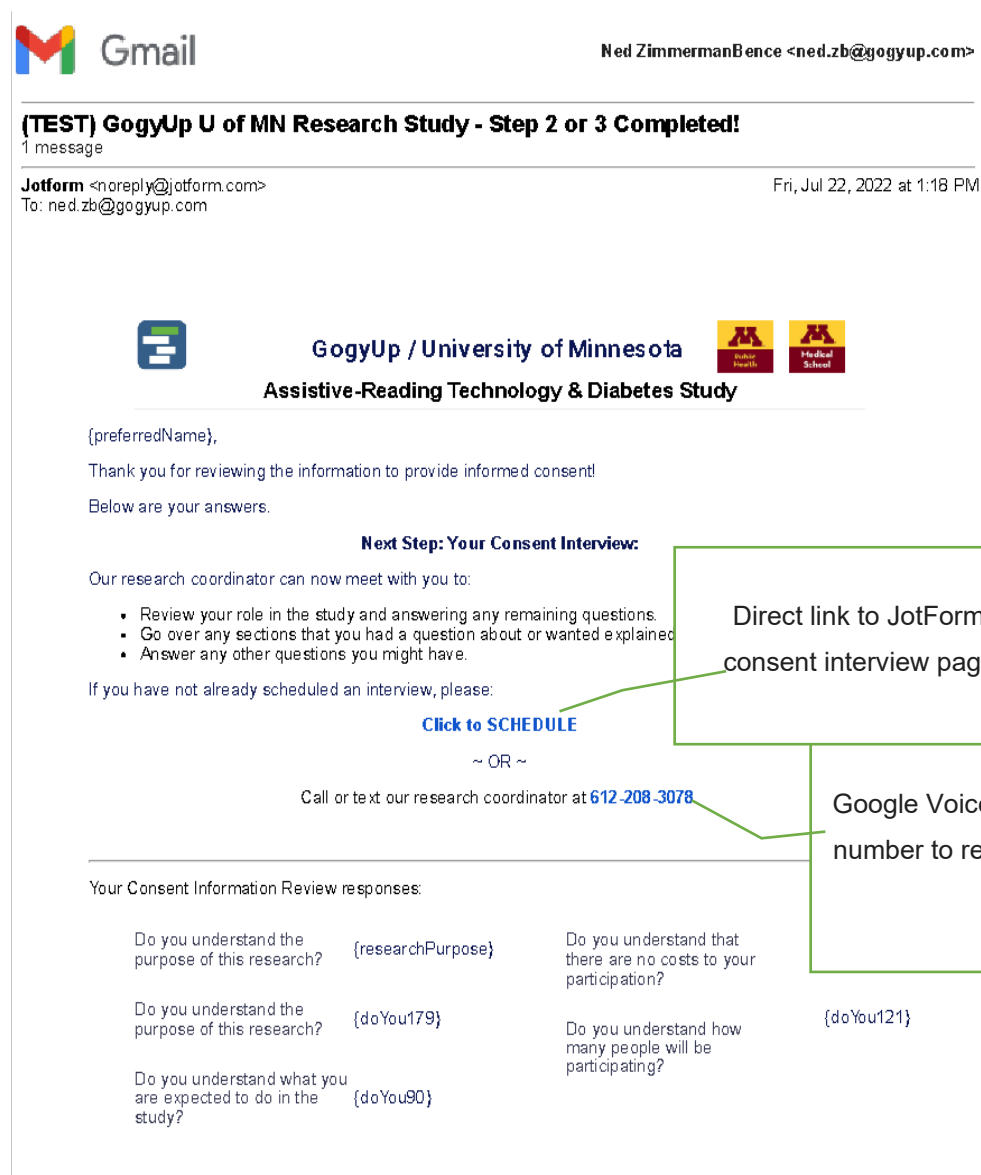 Gmail
Ned ZimmermanBence <ned.zb@gogyup.com>
(TEST) GogyUp U of MN Research Study - Step 2 or 3 Completed!
1 message
Jotform <noreply@jotform.com>
Fri, Jul 22, 2022 at 1:18 PM
To: ned.zb@gogyup.com
GogyUp / University of Minnesota
M
Public
Health
M
Medical
School
Assistive-Reading Technology & Diabetes Study
{preferredName},
Thank you for reviewing the information to provide informed consent!
Below are your answers.
Next Step: Your Consent Interview:
Our research coordinator can now meet with you to:
• Review your role in the study and answering any remaining questions.
• Go over any sections that you had a question about or wanted explained
• Answer any other questions you might have.
If you have not already scheduled an interview, please:
Click to SCHEDULE
~ OR ~
Call or text our research coordinator at 612-208-3078
Direct link to JotForm
consent interview pag
Google Voic
number to re
Your Consent Information Review responses:
Do you understand the
purpose of this research?
{researchPurpose}
Do you understand that
there are no costs to your
participation?
Do you understand the
purpose of this research?
{doYou179}
Do you understand how
many people will be
participating?
{doYou121}
Do you understand what you
are expected to do in the
study?
{doYou90}